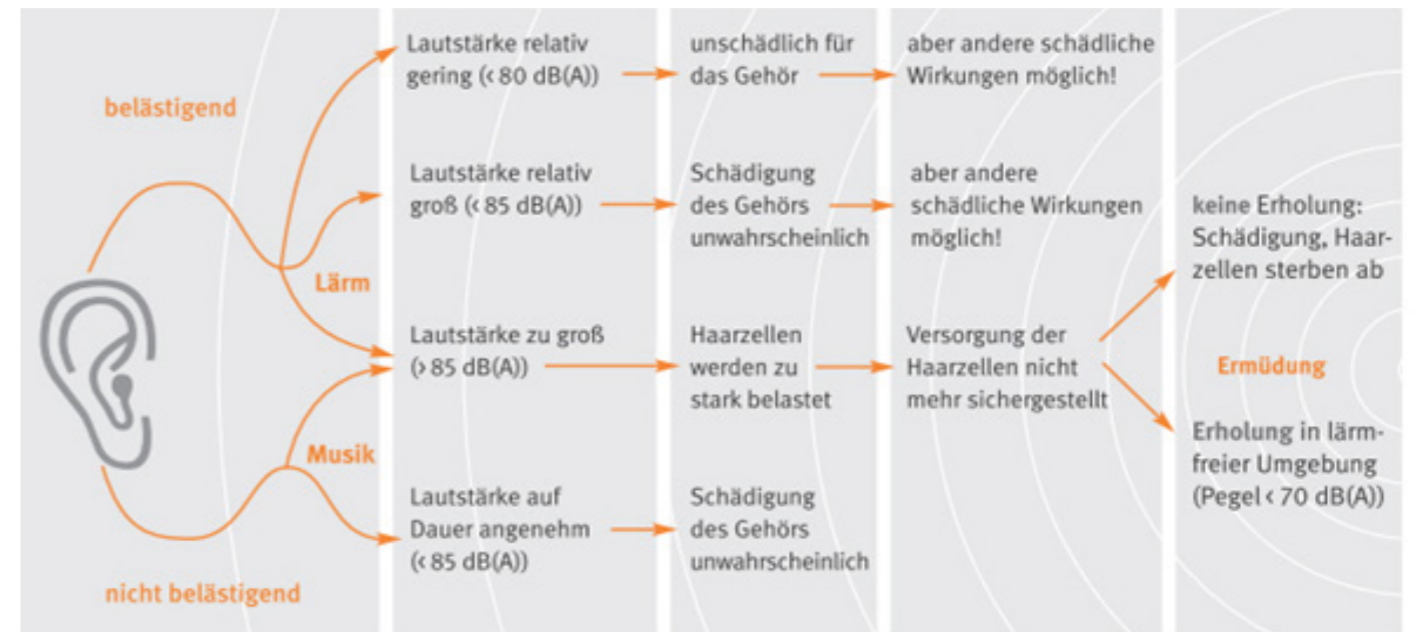 belästigend
Lärm
Musik
nicht belästigend
Lautstärke relativ
gering (< 80 dB(A))
unschädlich für
das Gehör
aber andere schädliche
Wirkungen möglich!
Lautstärke relativ
groß (< 85 dB(A))
Schädigung
des Gehörs
unwahrscheinlich
aber andere
schädliche Wirkungen
möglich!
Lautstärke zu groß
(> 85 dB(A))
Haarzellen
werden zu
stark belastet
Versorgung der
Haarzellen nicht
mehr sichergestellt
keine Erholung:
Schädigung, Haar-
zellen sterben ab
Ermüdung
Erholung in lärm-
freier Umgebung
(Pegel < 70 dB(A))
Lautstärke auf
Dauer angenehm
(< 85 dB(A))
Schädigung
des Gehörs
unwahrscheinlich